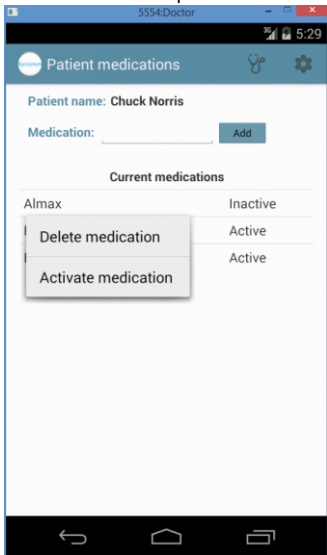 5554:Doctor
3G 5:29
Patient medications
Patient name: Chuck Norris
Medication: Add
Current medications
Almax Inactive
Active
Active
Delete medication
Activate medication